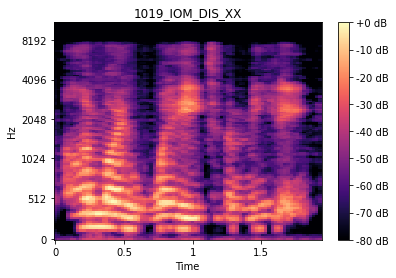 1019_IOM_DIS_XX
+0 dB
8192
-10 dB
4096
-20 dB
-30 dB
2048
Hz
-40 dB
1024
-50 dB
512
-60 dB
-70 dB
0
-80 dB
0
0.5
1
1.5
Time